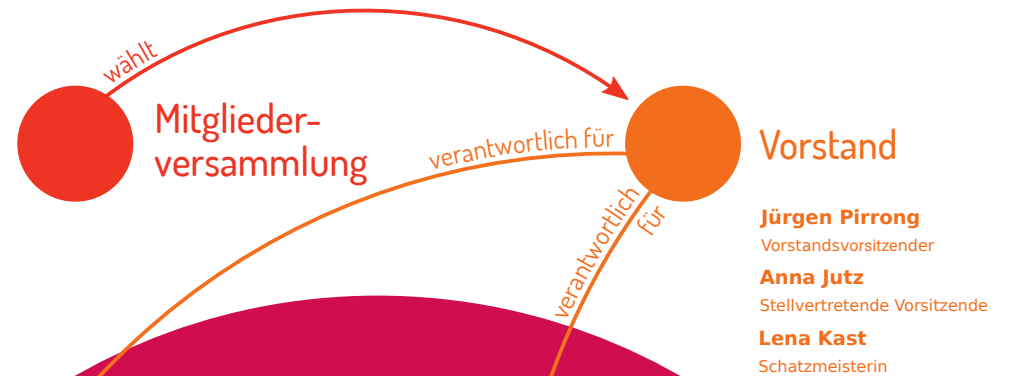 wählt
Mitglieder-
versammlung
verantwortlich für
verantwortlich
für
Vorstand
Jürgen Pirrong
Vorstandsvorsitzender
Anna Jutz
Stellvertretende Vorsitzende
Lena Kast
Schatzmeisterin